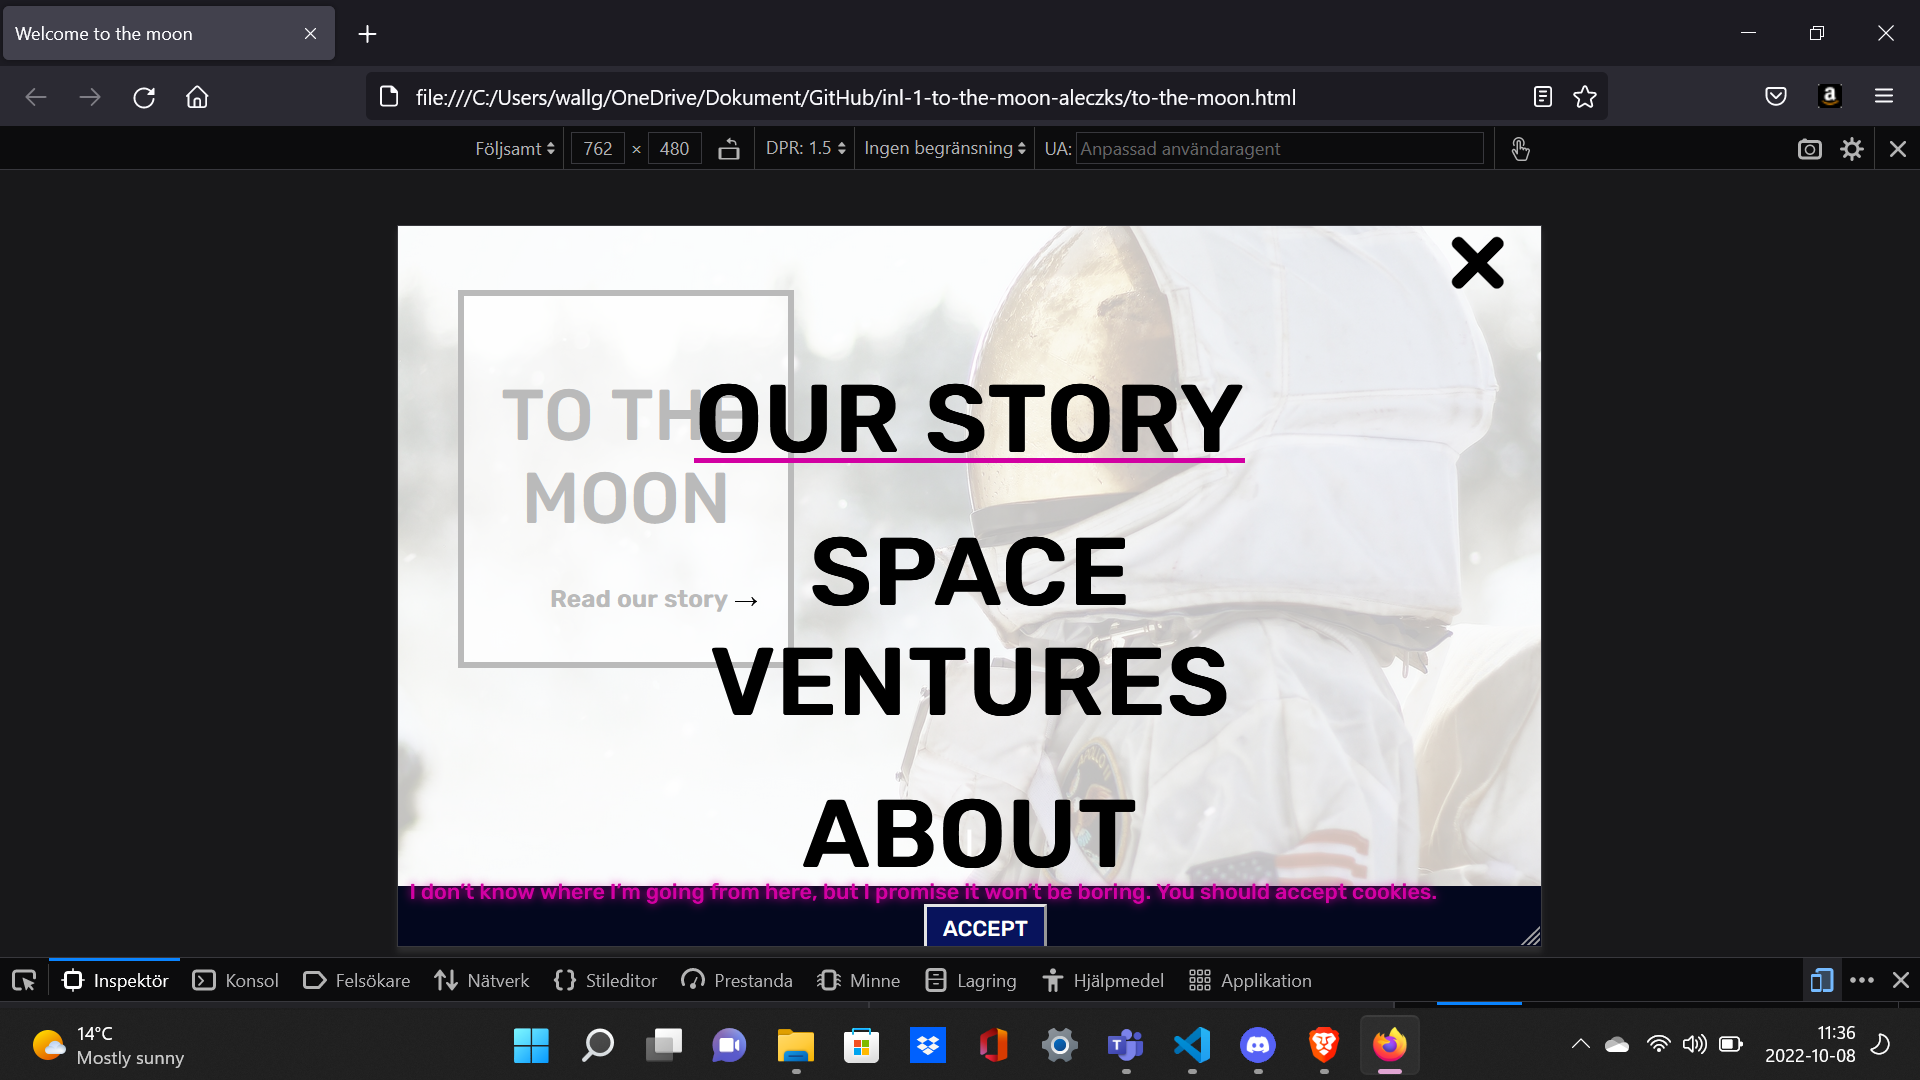 Welcome to the moon
file:///C:/Users/wallg/OneDrive/Dokument/GitHub/inl-1-to-the-moon-aleczks/to-the-moon.html
Följsamt 762 × 480 DPR: 1.5 Ingen begränsning UA: Anpassad användaragent
TO THE
MOON
Read our story →
OUR STORY
SPACE
VENTURES
ABOUT
I don't know where I'm going from here, but I promise it won't be boring. You should accept cookies.
ACCEPT
Inspektör Konsol Felsökare Nätverk Stileditor Prestanda Minne Lagring Hjälpmedel Applikation
14°C
Mostly sunny
11:36
2022-10-08